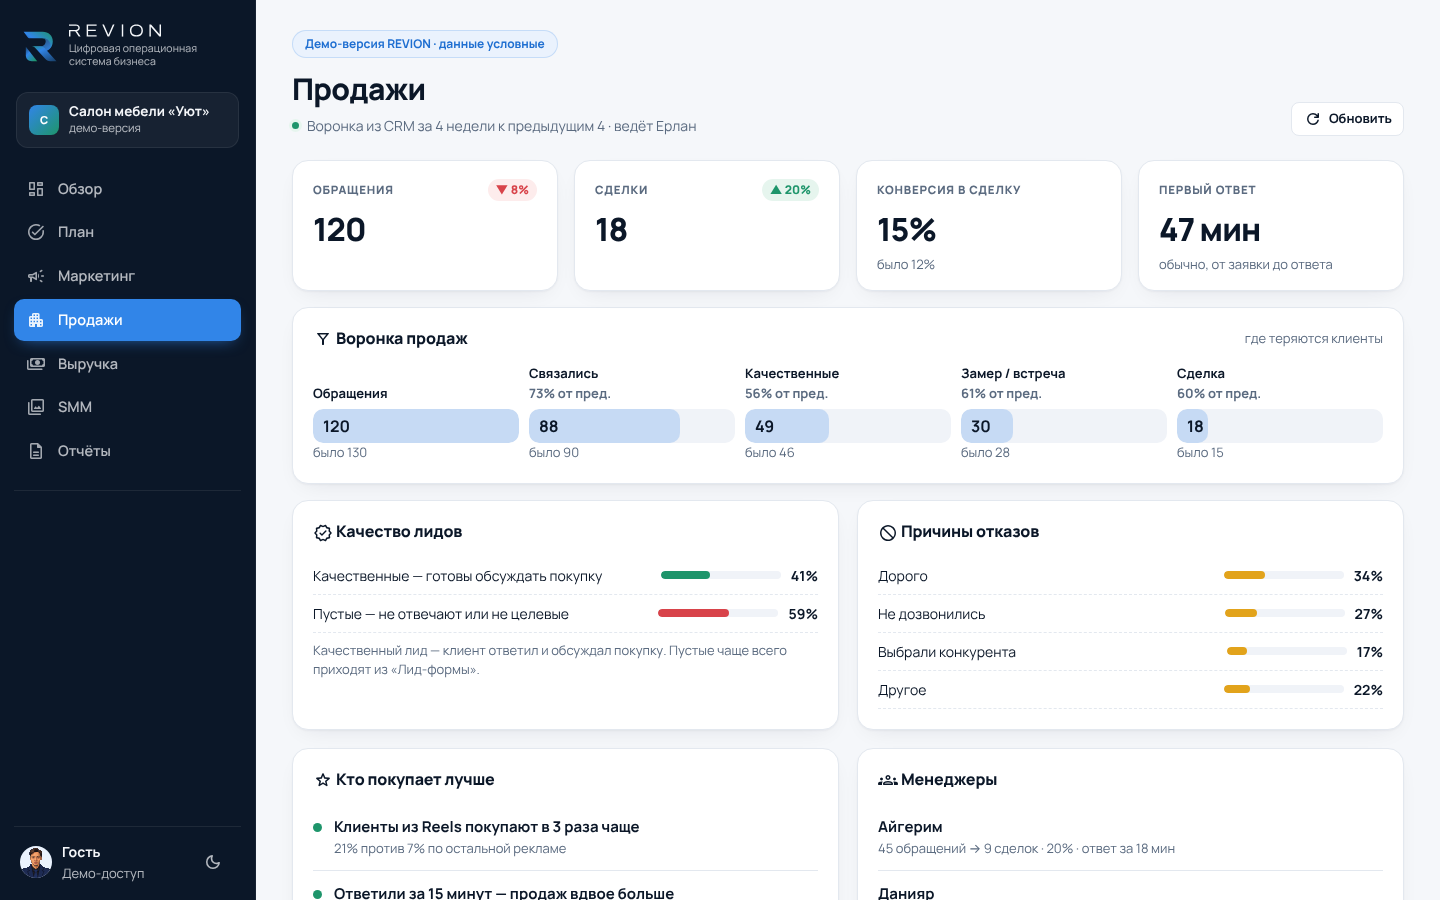 REVION
Цифровая операционная
система бизнеса
С
Салон мебели «Уют»
демо-версия
Обзор
План
Маркетинг
Продажи
Выручка
SMM
Отчёты
Гость
Демо-доступ
Демо-версия REVION · данные условные
Продажи
Воронка из CRM за 4 недели к предыдущим 4 · ведёт Ерлан
Обновить
ОБРАЩЕНИЯ
▼ 8%
120
СДЕЛКИ
▲ 20%
18
КОНВЕРСИЯ В СДЕЛКУ
15%
было 12%
ПЕРВЫЙ ОТВЕТ
47 мин
обычно, от заявки до ответа
Воронка продаж
где теряются клиенты
Обращения
120
было 130
Связались
73% от пред.
88
было 90
Качественные
56% от пред.
49
было 46
Замер / встреча
61% от пред.
30
было 28
Сделка
60% от пред.
18
было 15
Качество лидов
Качественные — готовы обсуждать покупку 41%
Пустые — не отвечают или не целевые 59%
Качественный лид — клиент ответил и обсуждал покупку. Пустые чаще всего
приходят из «Лид-формы».
Причины отказов
Дорого 34%
Не дозвонились 27%
Выбрали конкурента 17%
Другое 22%
Кто покупает лучше
Клиенты из Reels покупают в 3 раза чаще
21% против 7% по остальной рекламе
Ответили за 15 минут — продаж вдвое больше
Менеджеры
Айгерим
45 обращений → 9 сделок · 20% · ответ за 18 мин
Данияр